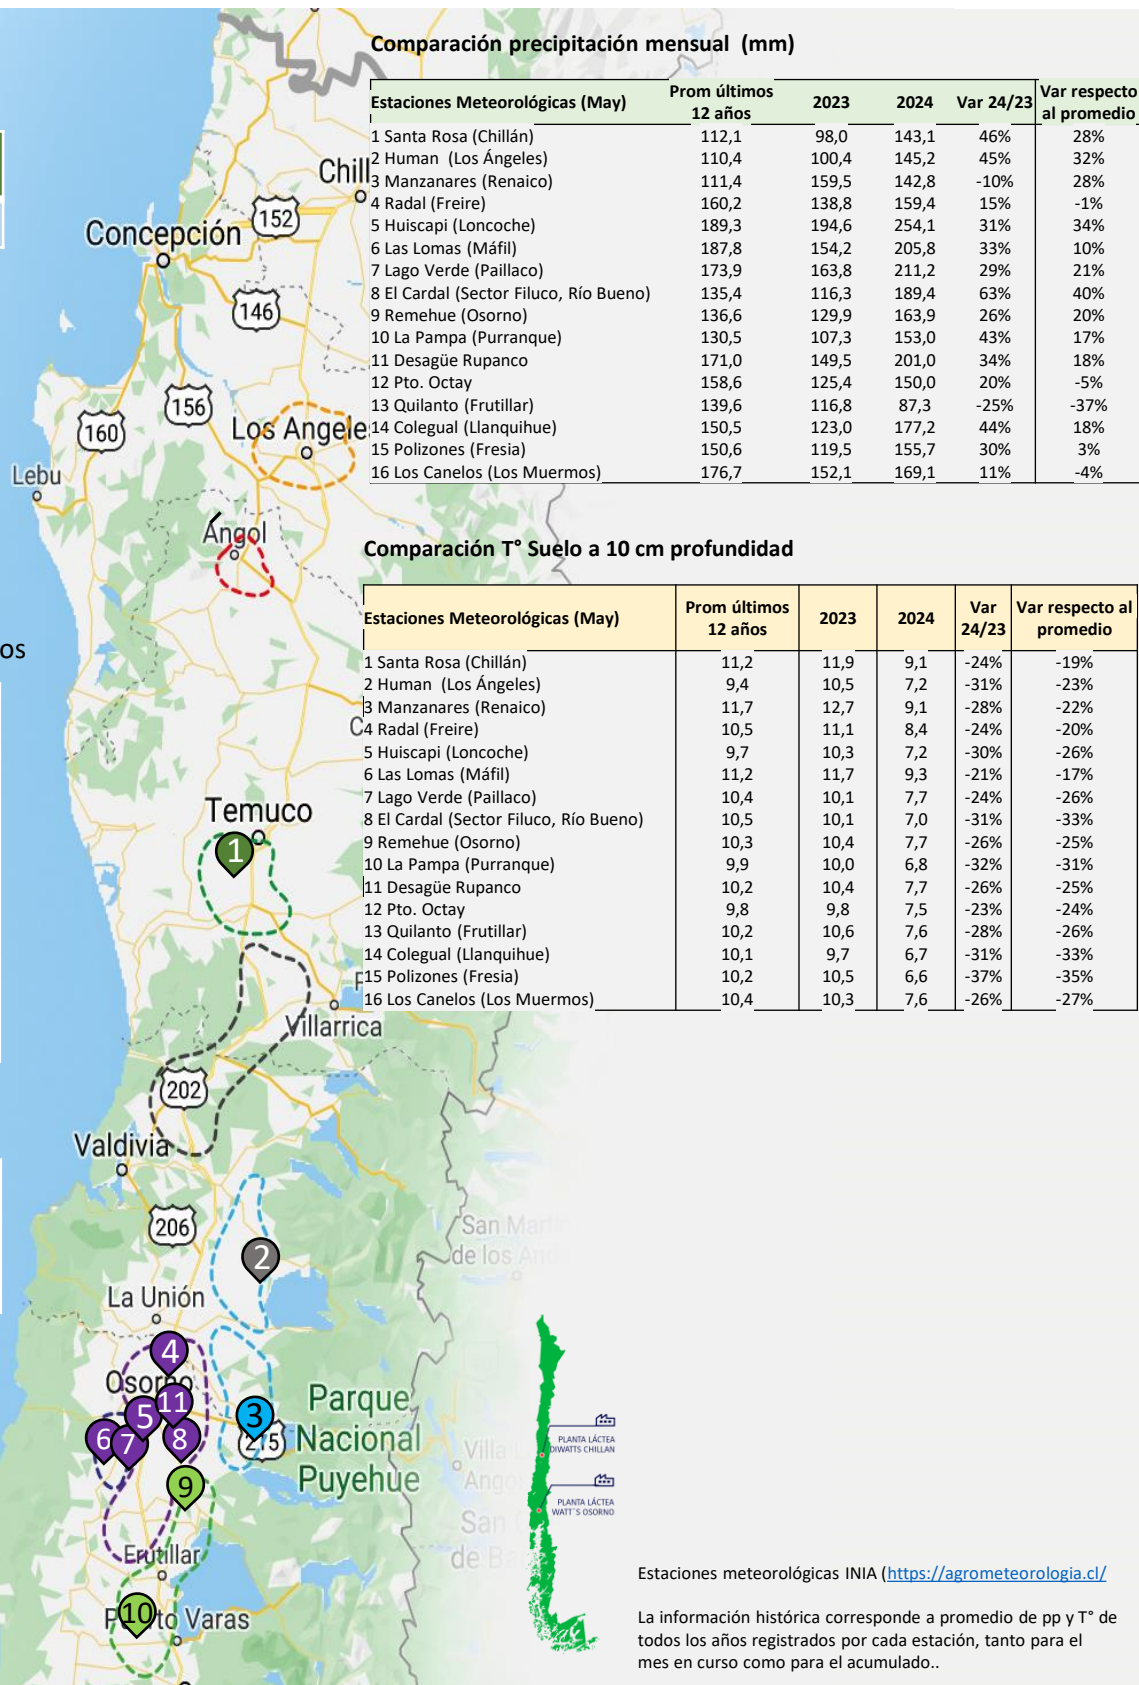 Comparación precipitación mensual (mm)
Estaciones Meteorológicas (May) Prom últimos 12 años 2023 2024 Var 24/23 Var respecto al promedio
1 Santa Rosa (Chillán) 112,1 98,0 143,1 46% 28%
2 Human (Los Ángeles) 110,4 100,4 145,2 45% 32%
3 Manzanares (Renaico) 111,4 159,5 142,8 -10% 28%
4 Radal (Freire) 160,2 138,8 159,4 15% -1%
5 Huiscapi (Loncoche) 189,3 194,6 254,1 31% 34%
6 Las Lomas (Máfil) 187,8 154,2 205,8 33% 10%
7 Lago Verde (Paillaco) 173,9 163,8 211,2 29% 21%
8 El Cardal (Sector Filuco, Río Bueno) 135,4 116,3 189,4 63% 40%
9 Remehue (Osorno) 136,6 129,9 163,9 26% 20%
10 La Pampa (Purranque) 130,5 107,3 153,0 43% 17%
11 Desagüe Rupanco 171,0 149,5 201,0 34% 18%
12 Pto. Octay 158,6 125,4 150,0 20% -5%
13 Quilanto (Frutillar) 139,6 116,8 87,3 -25% -37%
14 Colegual (Llanquihue) 150,5 123,0 177,2 44% 18%
15 Polizones (Fresia) 150,6 119,5 155,7 30% 3%
16 Los Canelos (Los Muermos) 176,7 152,1 169,1 11% -4%
Comparación T° Suelo a 10 cm profundidad
Estaciones Meteorológicas (May) Prom últimos 12 años 2023 2024 Var 24/23 Var respecto al promedio
1 Santa Rosa (Chillán) 11,2 11,9 9,1 -24% -19%
2 Human (Los Ángeles) 9,4 10,5 7,2 -31% -23%
3 Manzanares (Renaico) 11,7 12,7 9,1 -28% -22%
4 Radal (Freire) 10,5 11,1 8,4 -24% -20%
5 Huiscapi (Loncoche) 9,7 10,3 7,2 -30% -26%
6 Las Lomas (Máfil) 11,2 11,7 9,3 -21% -17%
7 Lago Verde (Paillaco) 10,4 10,1 7,7 -24% -26%
8 El Cardal (Sector Filuco, Río Bueno) 10,5 10,1 7,0 -31% -33%
9 Remehue (Osorno) 10,3 10,4 7,7 -26% -25%
10 La Pampa (Purranque) 9,9 10,0 6,8 -32% -31%
11 Desagüe Rupanco 10,2 10,4 7,7 -26% -25%
12 Pto. Octay 9,8 9,8 7,5 -23% -24%
13 Quilanto (Frutillar) 10,2 10,6 7,6 -28% -26%
14 Colegual (Llanquihue) 10,1 9,7 6,7 -31% -33%
15 Polizones (Fresia) 10,2 10,5 6,6 -37% -35%
16 Los Canelos (Los Muermos) 10,4 10,3 7,6 -26% -27%
Chill
152
Concepción
146
156
160
Los Angele
Lebu
Angol
os
Temuco
1
Villarrica
202
Valdivia
206
San Mart
de los An
2
La Unión
4
Osorno
11
5
3
6
7
8
215
Parque
Nacional
Puyehue
Villa
Ango
9
San
de B
Frutillar
10
Puerto Varas
PLANTA LÁCTEA
DIWATTS CHILLAN
PLANTA LÁCTEA
WATT´S OSORNO
Estaciones meteorológicas INIA (https://agrometeorologia.cl/
La información histórica corresponde a promedio de pp y T° de
todos los años registrados por cada estación, tanto para el
mes en curso como para el acumulado..